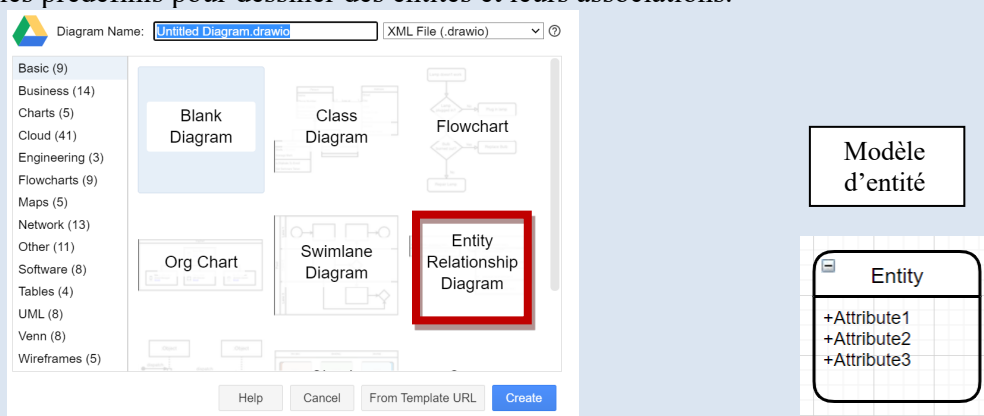 les prédéfinis pour dessiner des entités et leurs associations.
Diagram Name: Untitled Diagram.drawio XML File (.drawio)
Basic (9)
Business (14)
Charts (5)
Cloud (41)
Engineering (3)
Flowcharts (9)
Maps (5)
Network (13)
Other (11)
Software (8)
Tables (4)
UML (8)
Venn (8)
Wireframes (5)
Blank
Diagram
Class
Diagram
Flowchart
Org Chart
Swimlane
Diagram
Entity
Relationship
Diagram
Help Cancel From Template URL Create
Modèle
d'entité
Entity
+Attribute1
+Attribute2
+Attribute3